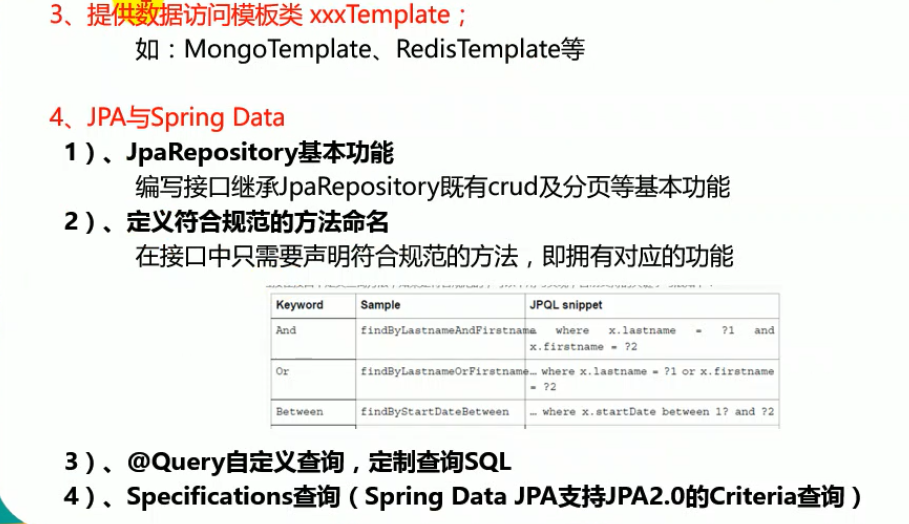 3、提供数据访问模板类 xxxTemplate；
如：MongoTemplate、RedisTemplate等
4、JPA与Spring Data
1）、JpaRepository基本功能
编写接口继承JpaRepository既有crud及分页等基本功能
2）、定义符合规范的方法命名
在接口中只需要声明符合规范的方法，即拥有对应的功能
Keyword Sample JPQL snippet
And findByLastnameAndFirstname where x.lastname = ?1 and
x.firstname = ?2
Or findByLastnameOrFirstname… where x.lastname = ?1 or x.firstname
= ?2
Between findByStartDateBetween … where x.startDate between 1? and ?2
3）、@Query自定义查询，定制查询SQL
4）、Specifications查询（Spring Data JPA支持JPA2.0的Criteria查询）